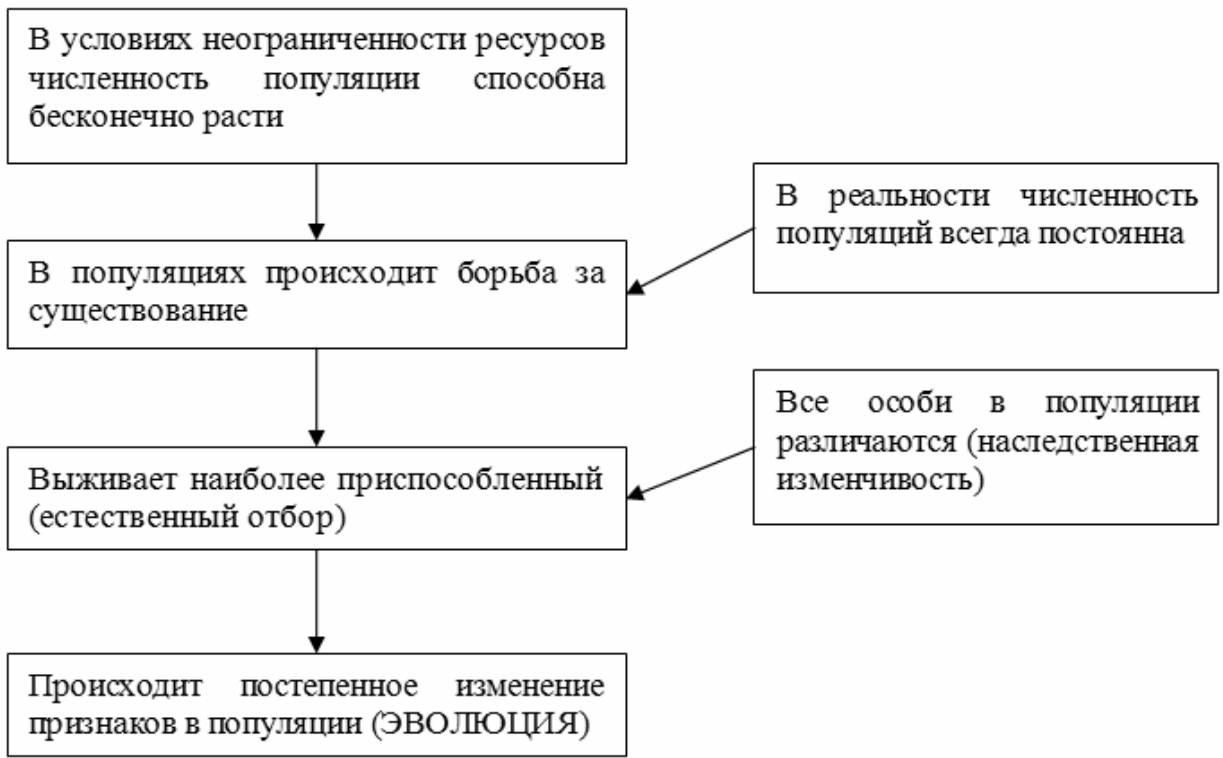 В условиях неограниченности ресурсов
численность популяции способна
бесконечно расти
В реальности численность
популяций всегда постоянна
В популяциях происходит борьба за
существование
Все особи в популяции
различаются (наследственная
изменчивость)
Выживает наиболее приспособленный
(естественный отбор)
Происходит постепенное изменение
признаков в популяции (ЭВОЛЮЦИЯ)